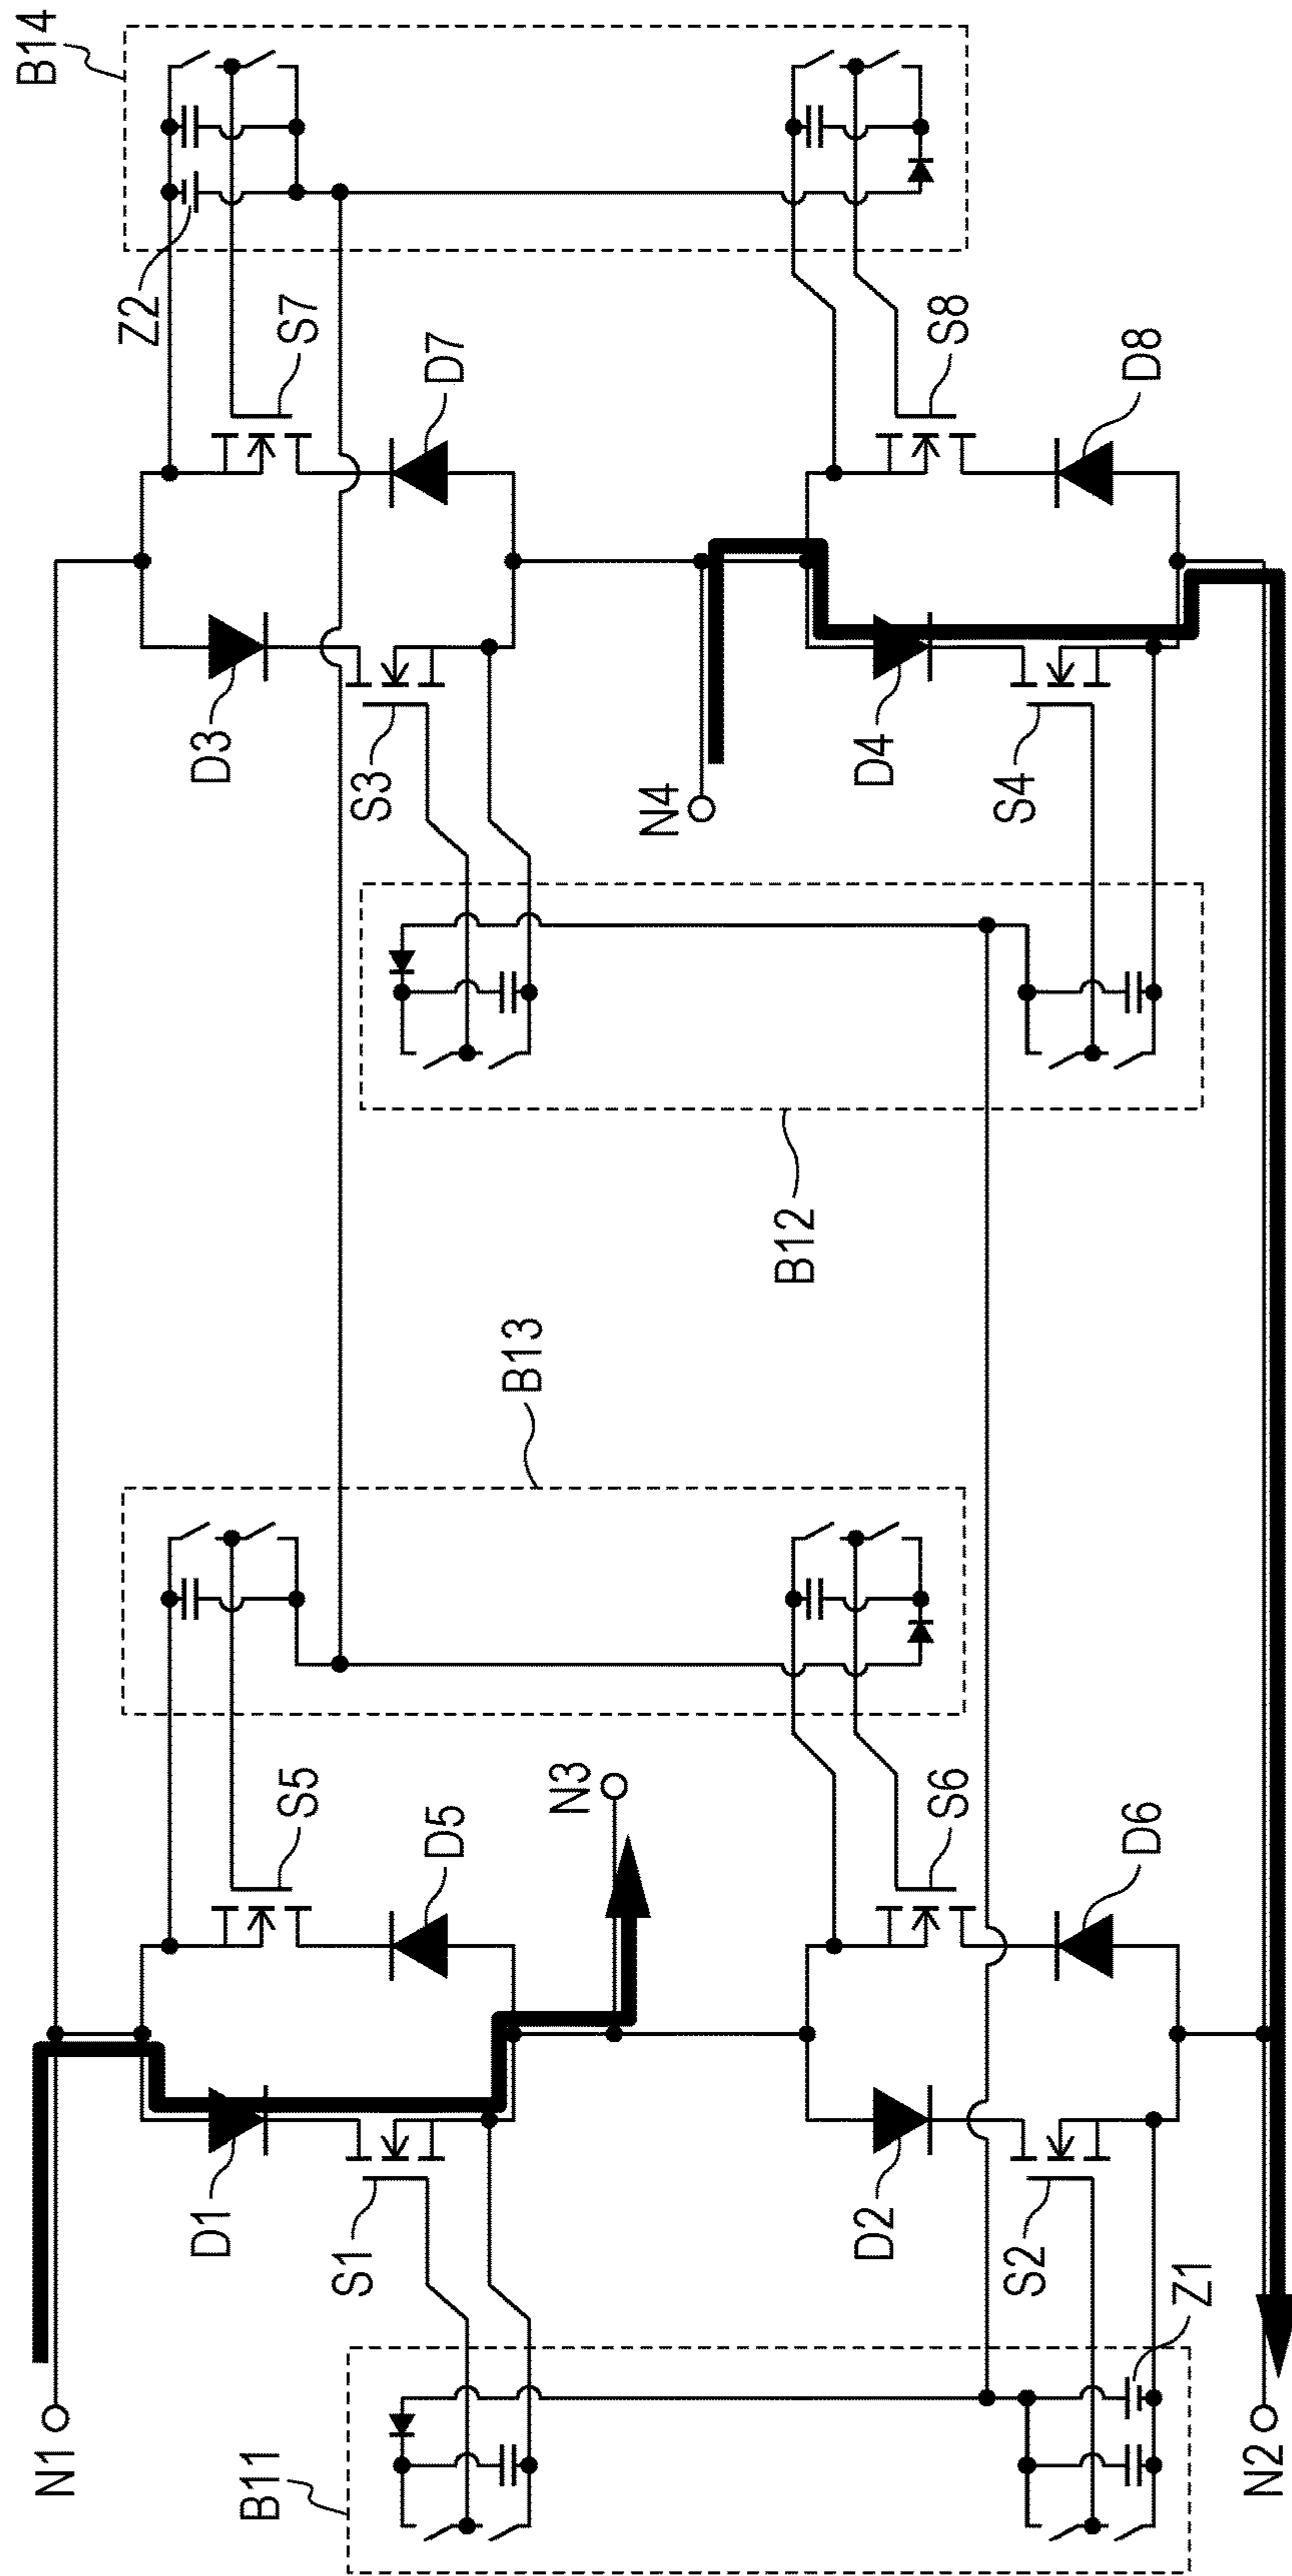 B14
Z2
S7
D7
S8
D8
D3
S3
N4
D4
S4
B12
B13
S5
D5
N3
S6
D6
D1
S1
D2
S2
Z1
N1
B11
N2